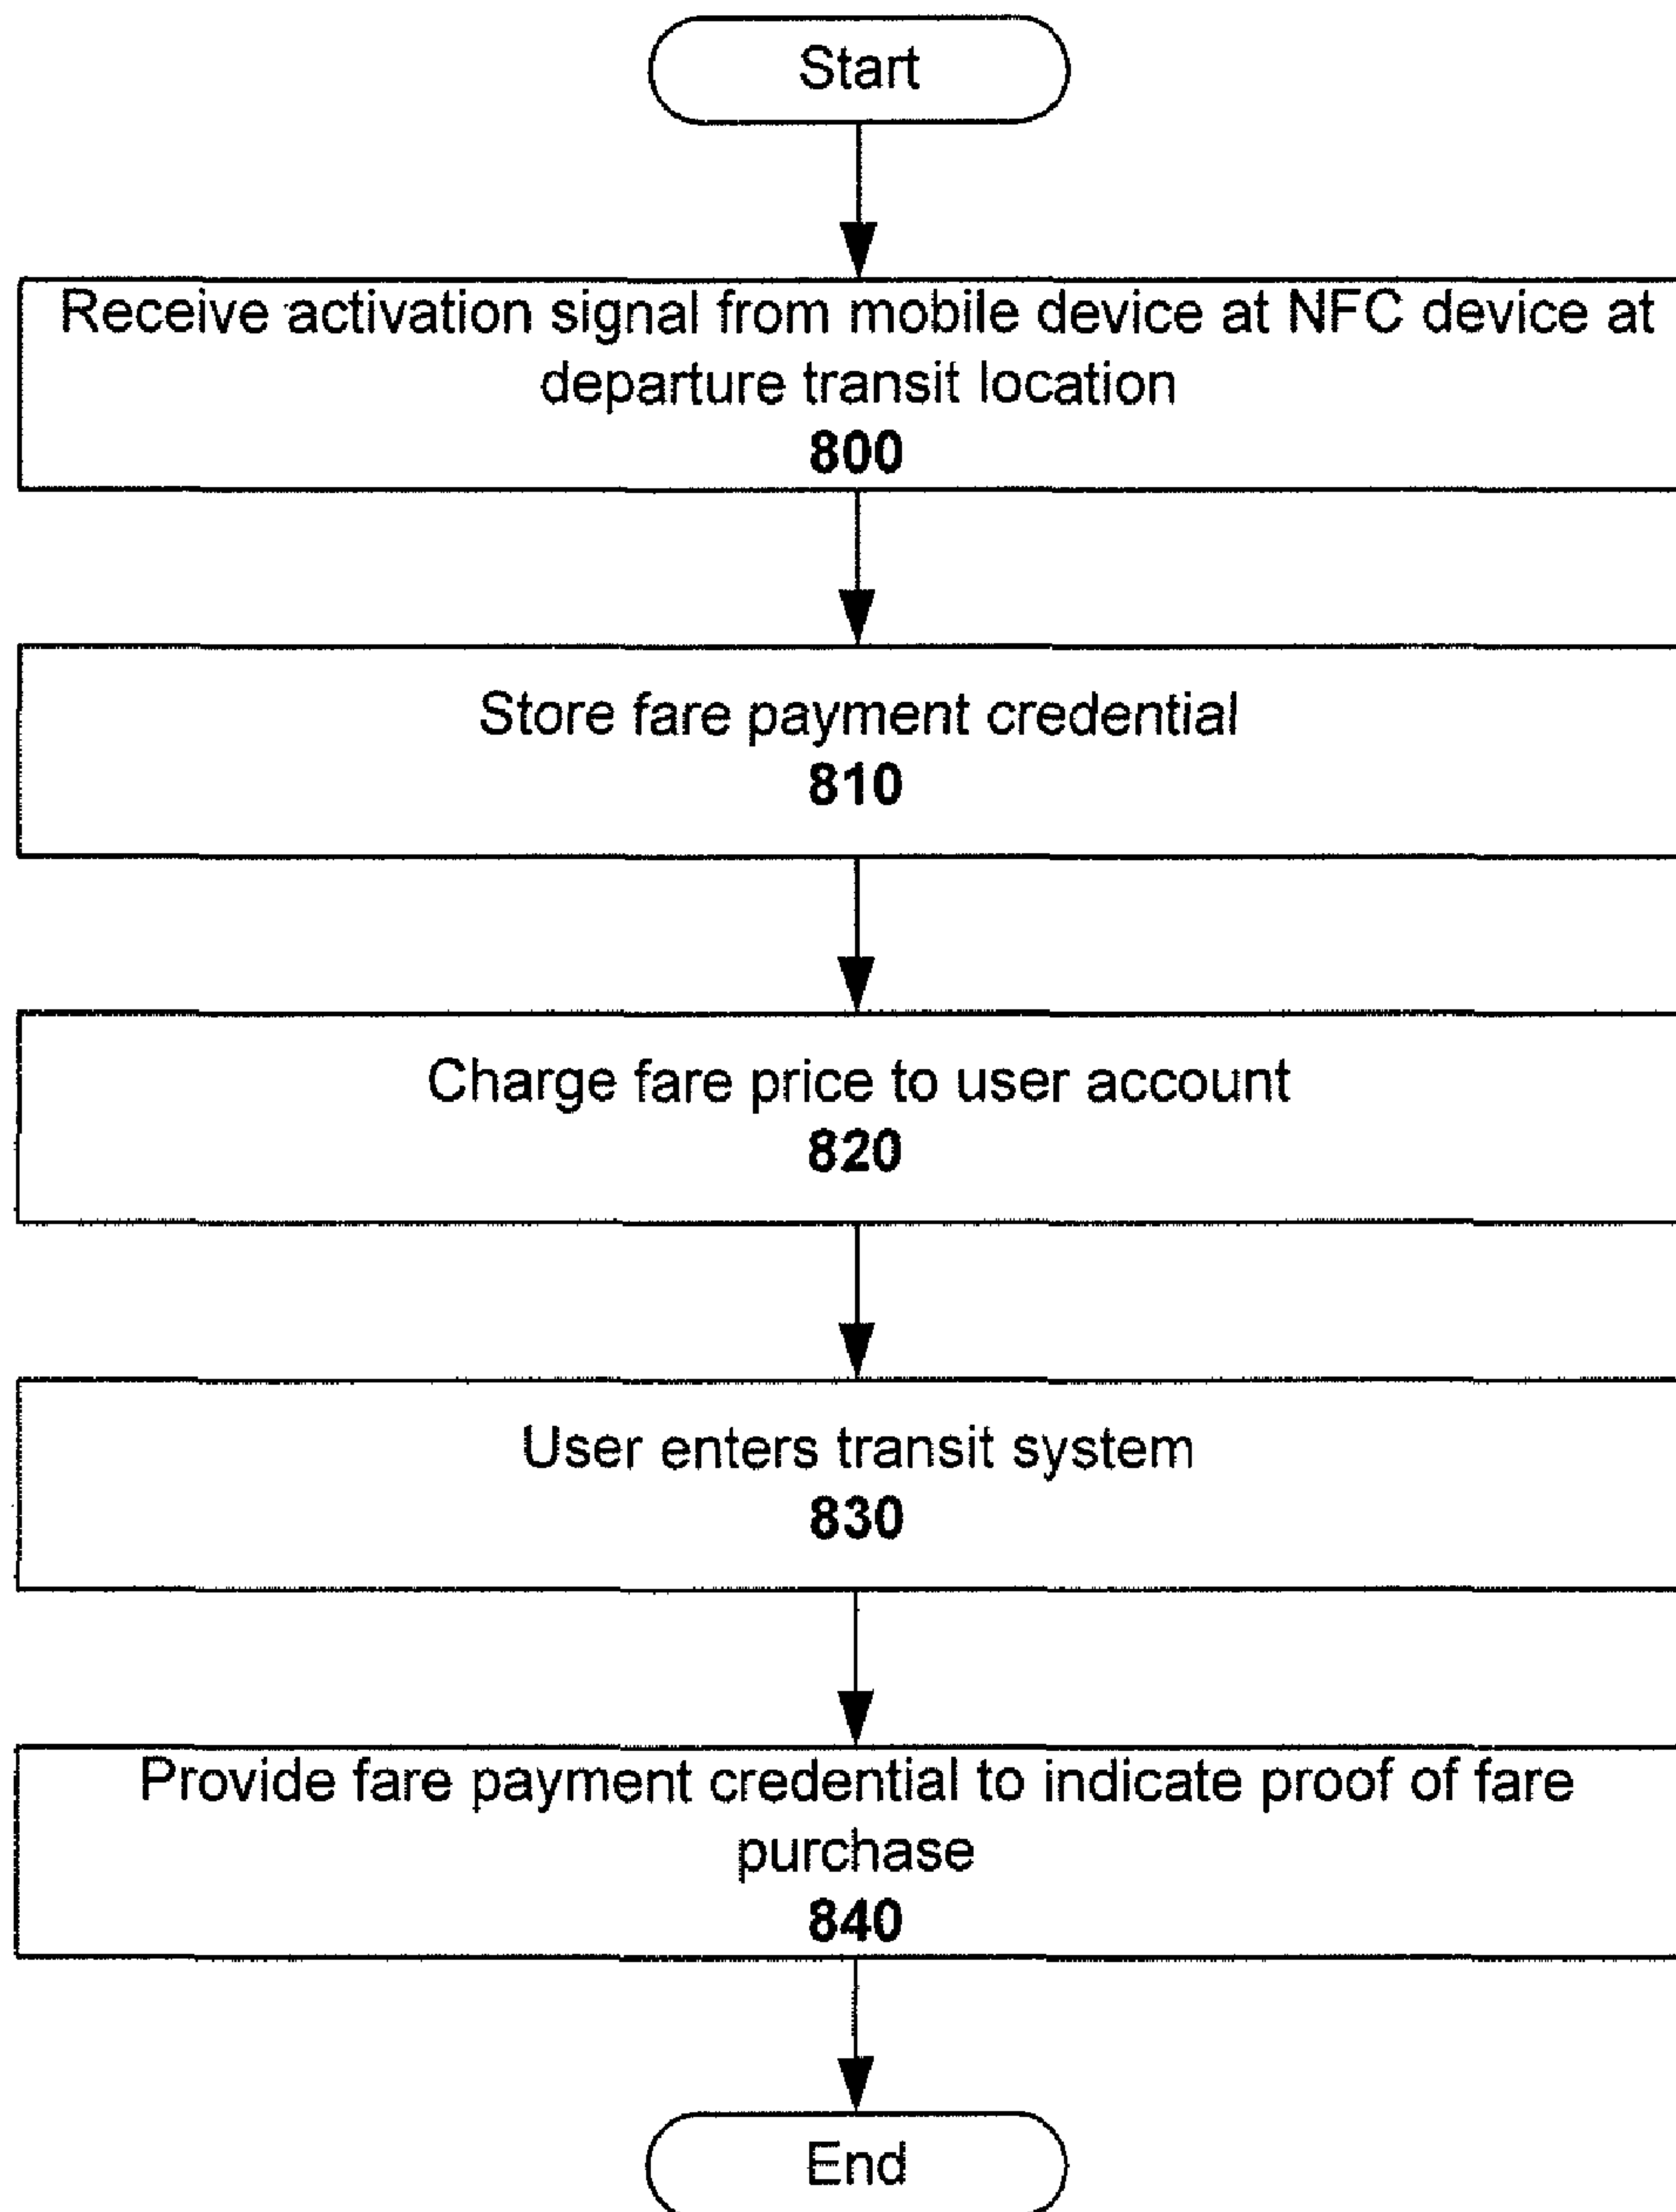 Start
Receive activation signal from mobile device at NFC device at
departure transit location
800
Store fare payment credential
810
Charge fare price to user account
820
User enters transit system
830
Provide fare payment credential to indicate proof of fare
purchase
840
End